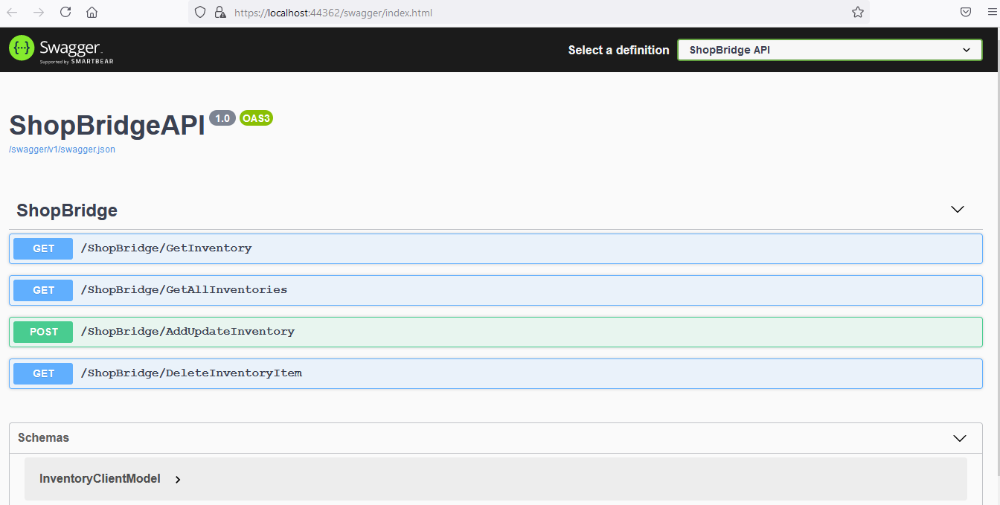 https://localhost:44362/swagger/index.html
{···} Swagger.
Supported by SMARTBEAR
Select a definition ShopBridge API
ShopBridgeAPI 1.0 OAS3
/swagger/v1/swagger.json
ShopBridge
GET /ShopBridge/GetInventory
GET /ShopBridge/GetAllInventories
POST /ShopBridge/AddUpdateInventory
GET /ShopBridge/DeleteInventoryItem
Schemas
InventoryClientModel